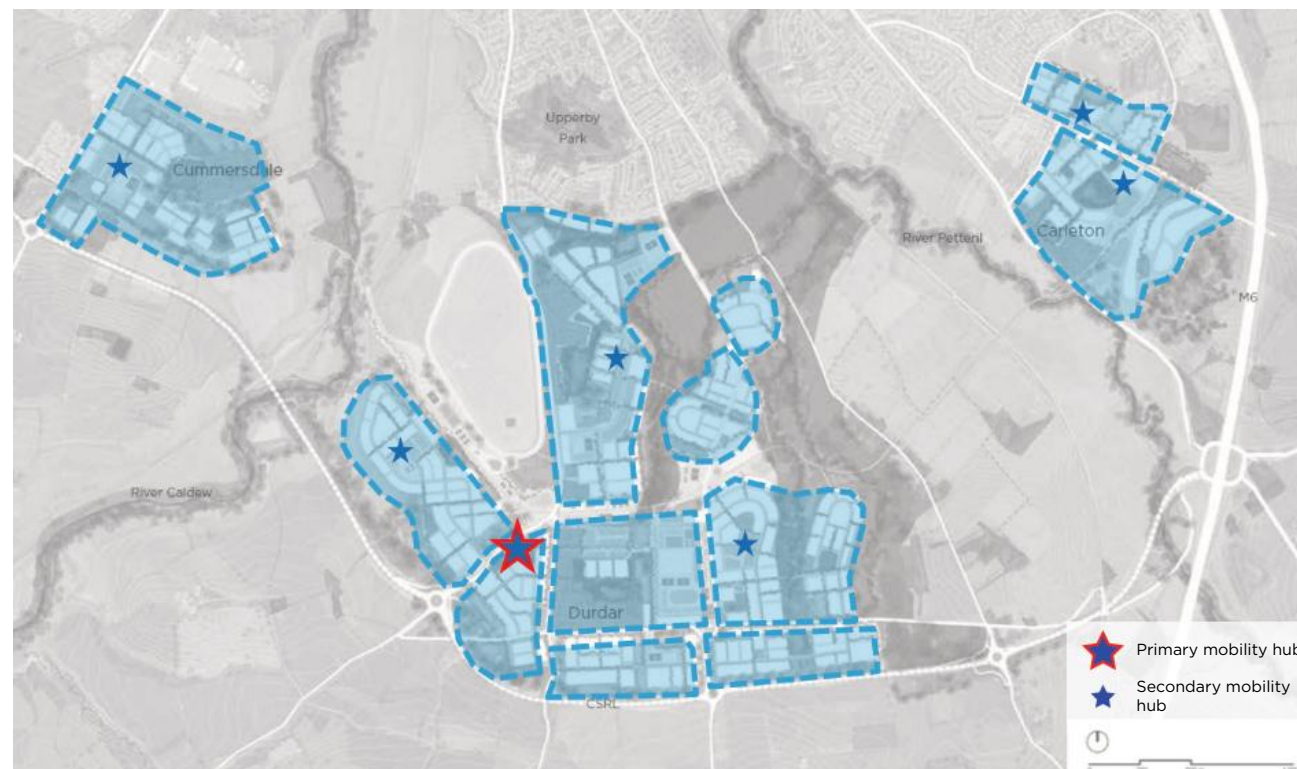 Upperby
Park
Cummersdale
Carleton
River Petteril
M6
River Caldew
Durdar
CSRL
Primary mobility hub
Secondary mobility
hub